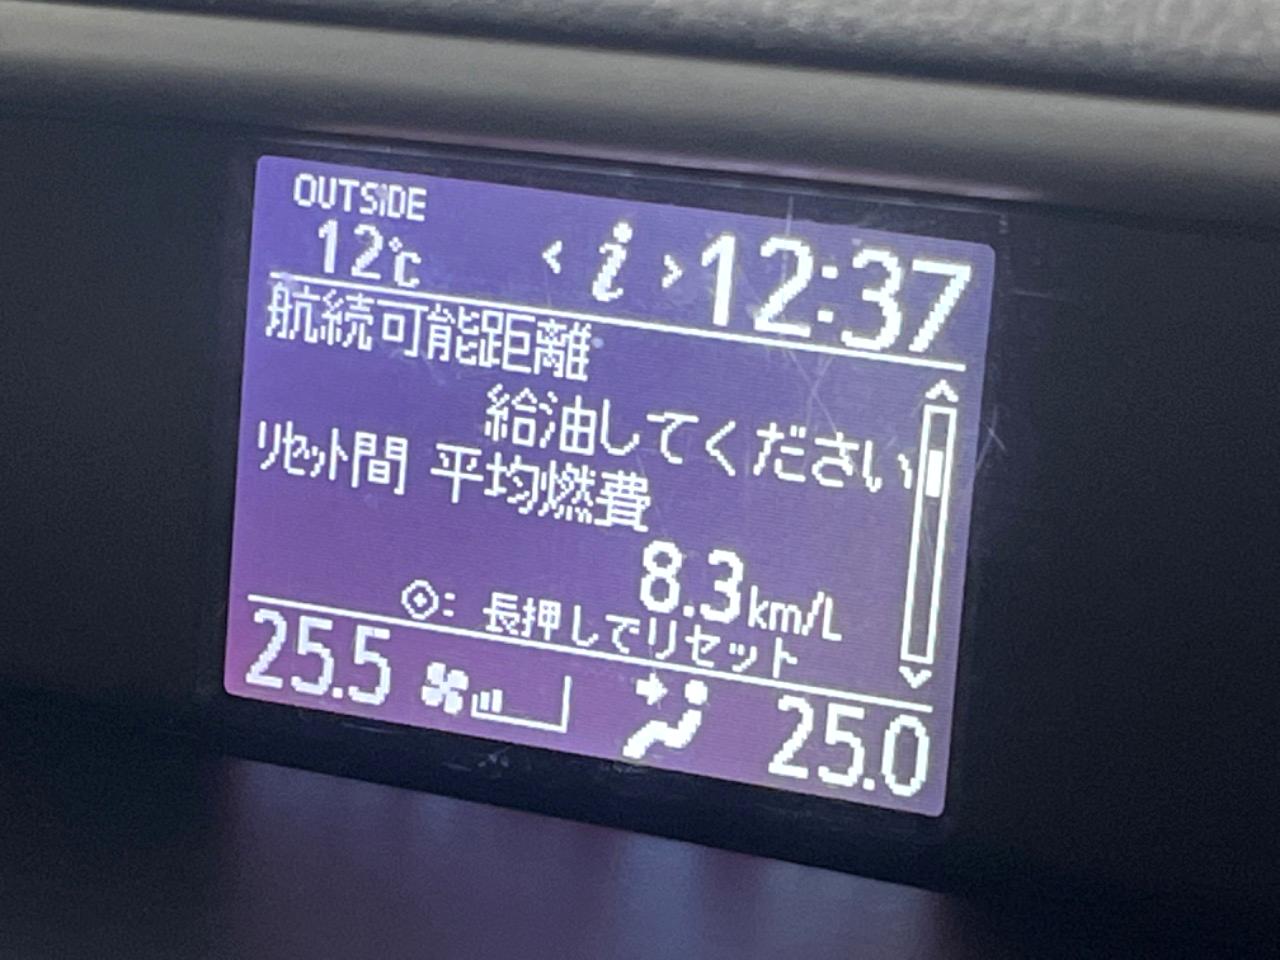 OUTSIDE
12℃ < i > 12:37
航続可能距離
給油してください
リセット間 平均燃費
8.3km/L
: 長押しでリセット
25.5 25.0